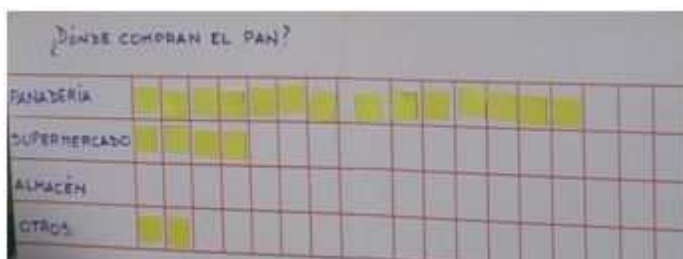 ¿DÓNDE COMPRAN EL PAN?
PANADERÍA
SUPERMERCADO
ALMACÉN
OTROS